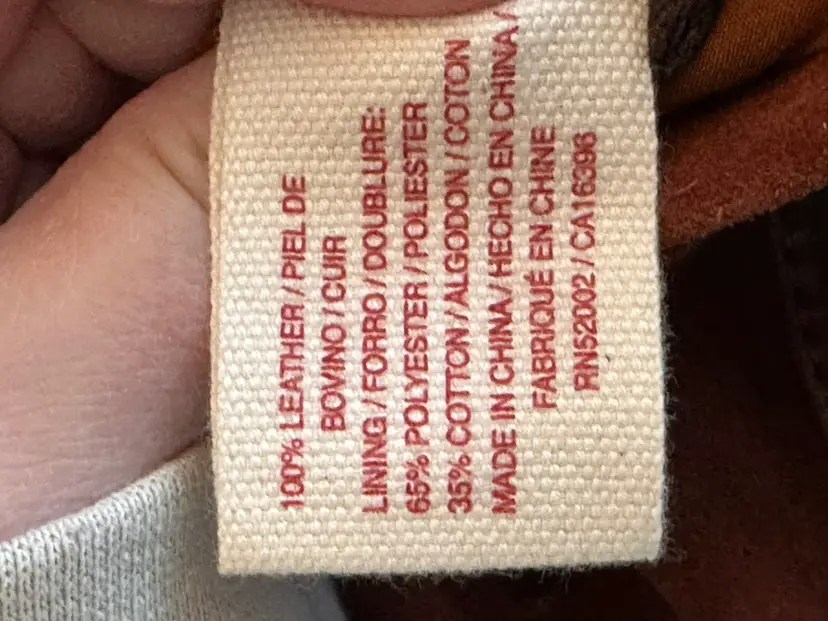 100% LEATHER / PIEL DE
BOVINO / CUIR
LINING / FORRO / DOUBLURE:
65% POLYESTER / POLIESTER
35% COTTON / ALGODON / COTON
MADE IN CHINA / HECHO EN CHINA /
FABRIQUÉ EN CHINE
RN52002 / CA16396